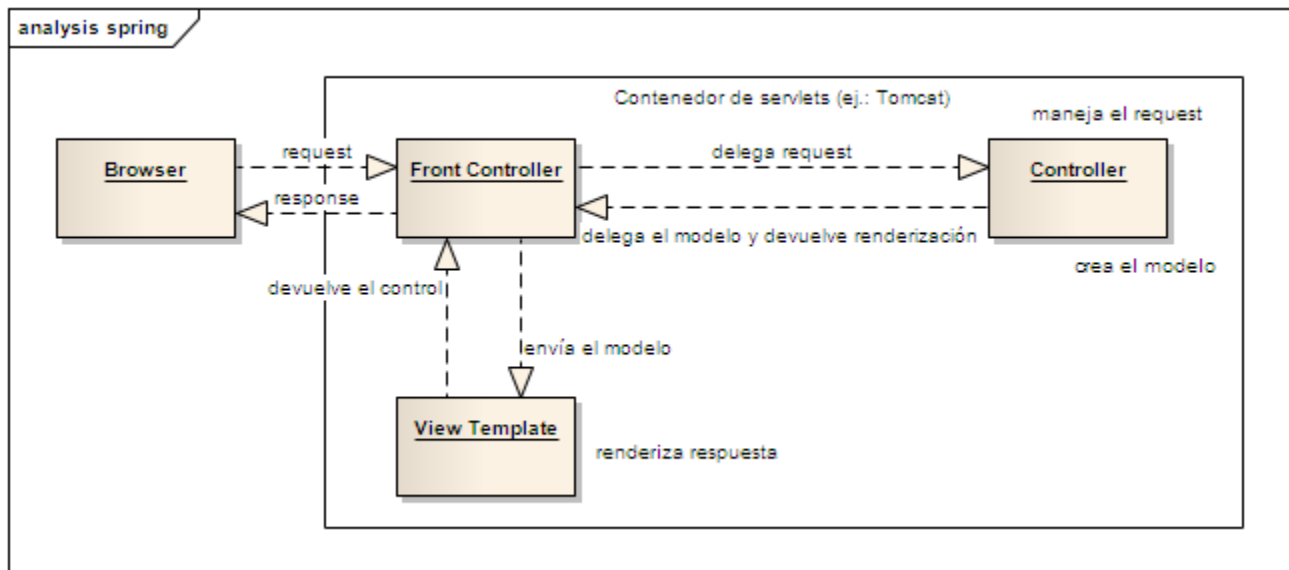 analysis spring
Contenedor de servlets (ej.: Tomcat)
maneja el request
Browser
request
Front Controller
delega request
Controller
response
delega el modelo y devuelve renderización
crea el modelo
devuelve el control
envía el modelo
View Template
renderiza respuesta